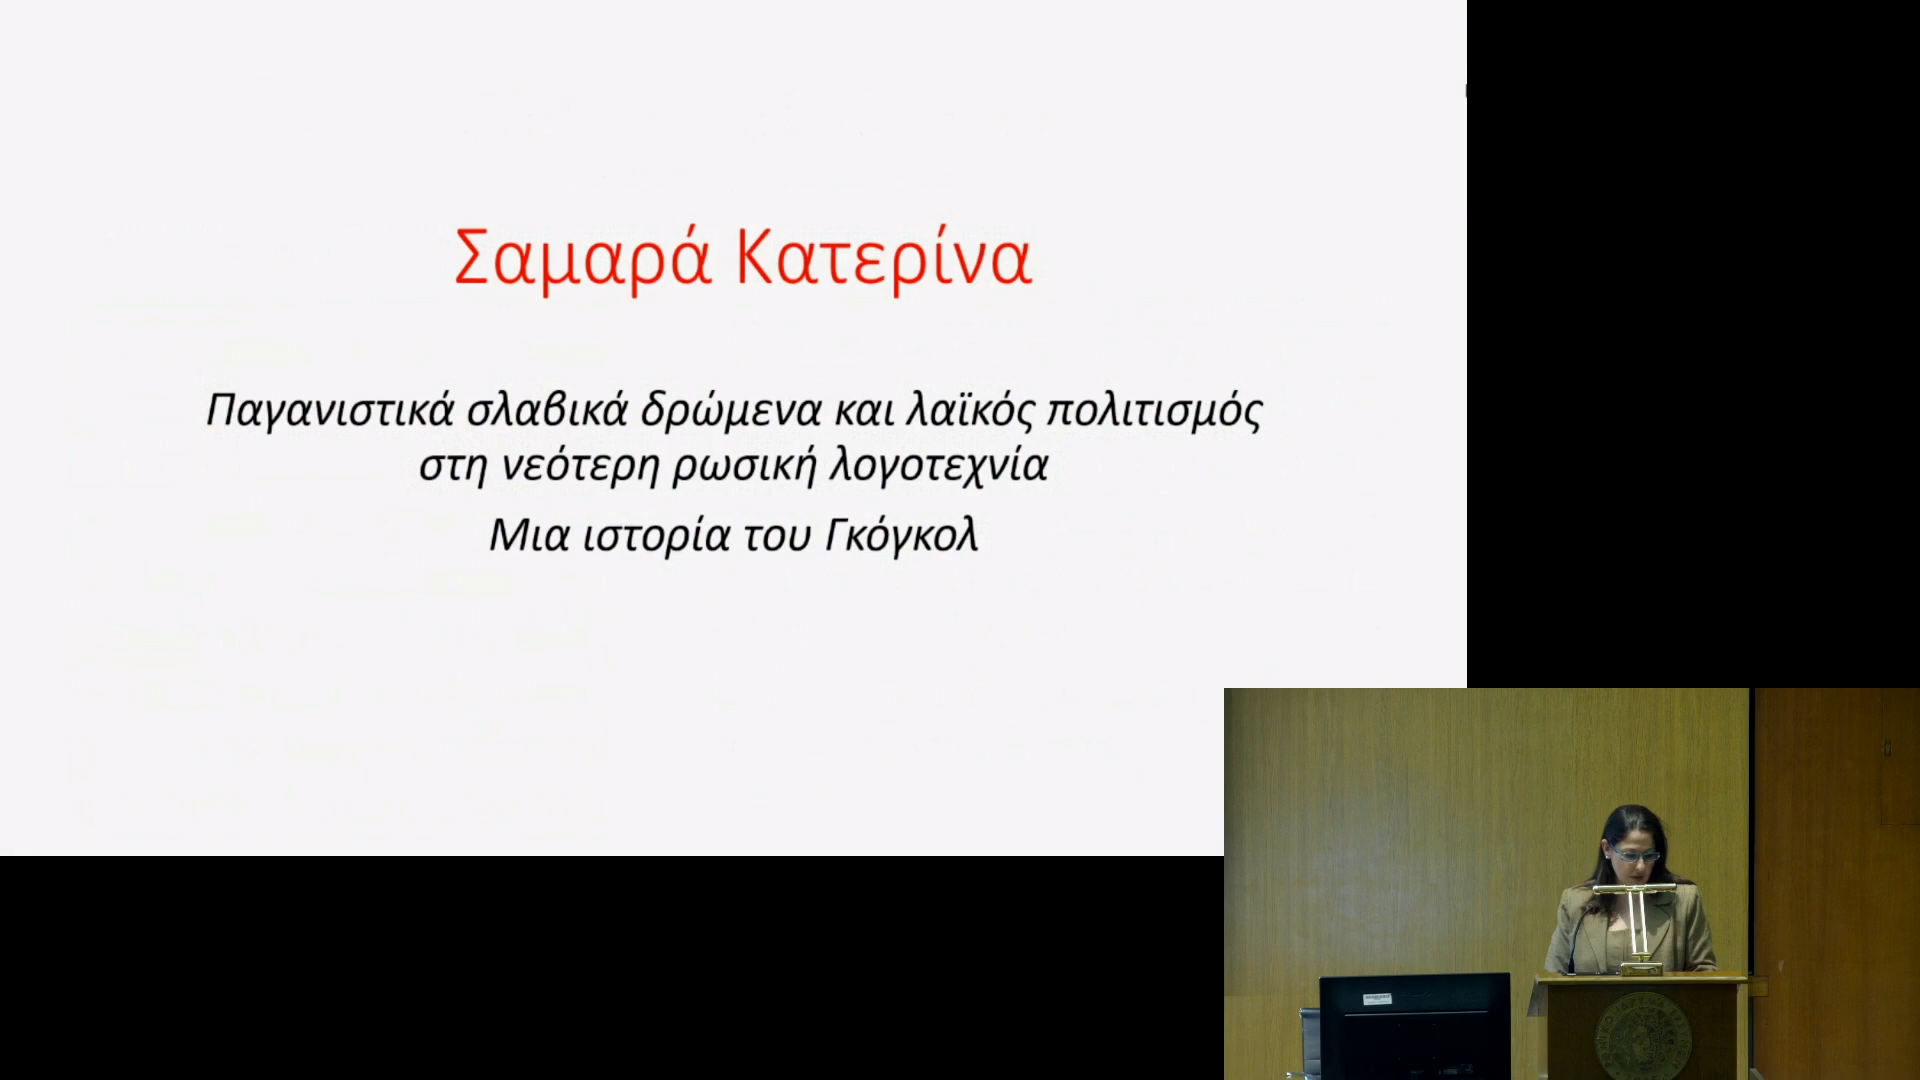 Σαμαρά Κατερίνα
Παγανιστικά σλαβικά δρώμενα και λαϊκός πολιτισμός
στη νεότερη ρωσική λογοτεχνία
Μια ιστορία του Γκόγκολ